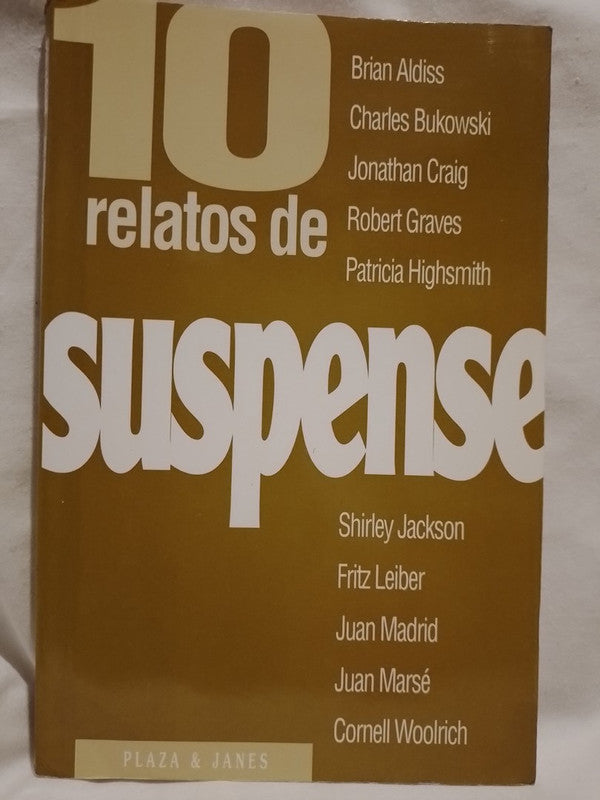 10
relatos de
suspense
Brian Aldiss
Charles Bukowski
Jonathan Craig
Robert Graves
Patricia Highsmith
Shirley Jackson
Fritz Leiber
Juan Madrid
Juan Marsé
Cornell Woolrich
PLAZA & JANES